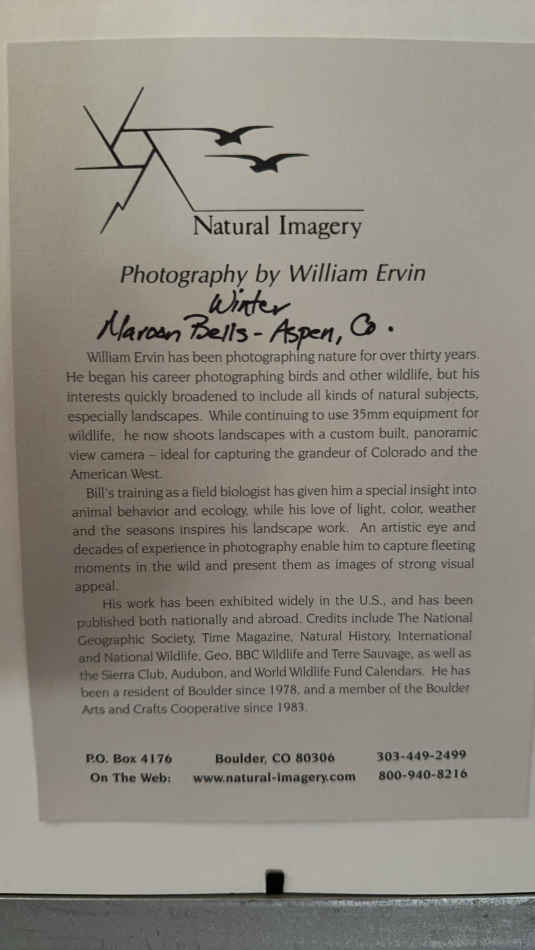 Natural Imagery
Photography by William Ervin
Winter
Maroon Bells - Aspen, Co.
William Ervin has been photographing nature for over thirty years.
He began his career photographing birds and other wildlife, but his
interests quickly broadened to include all kinds of natural subjects,
especially landscapes. While continuing to use 35mm equipment for
wildlife, he now shoots landscapes with a custom built, panoramic
view camera – ideal for capturing the grandeur of Colorado and the
American West.
Bill's training as a field biologist has given him a special insight into
animal behavior and ecology, while his love of light, color, weather
and the seasons inspires his landscape work. An artistic eye and
decades of experience in photography enable him to capture fleeting
moments in the wild and present them as images of strong visual
appeal.
His work has been exhibited widely in the U.S., and has been
published both nationally and abroad. Credits include The National
Geographic Society, Time Magazine, Natural History, International
and National Wildlife, Geo, BBC Wildlife and Terre Sauvage, as well as
the Sierra Club, Audubon, and World Wildlife Fund Calendars. He has
been a resident of Boulder since 1978, and a member of the Boulder
Arts and Crafts Cooperative since 1983.
P.O. Box 4176 Boulder, CO 80306 303-449-2499
On The Web: www.natural-imagery.com 800-940-8216